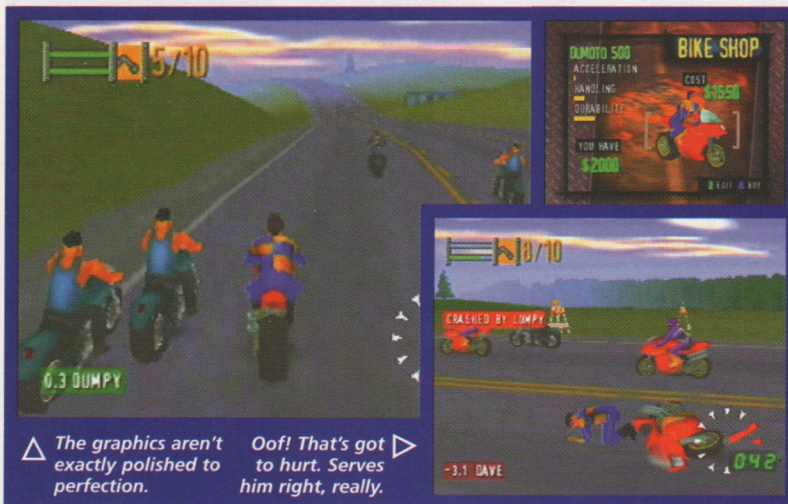 5/10
0.3 DUMPY
DUMOTO 500
BIKE SHOP
ACCELERATION
HANDLING
DURABILITY
COST
$1550
YOU HAVE
$2000
EXIT BUY
8/10
CRASHED BY LUMPY
-3.1 DAVE
042
The graphics aren't
exactly polished to
perfection.
Oof! That's got
to hurt. Serves
him right, really.